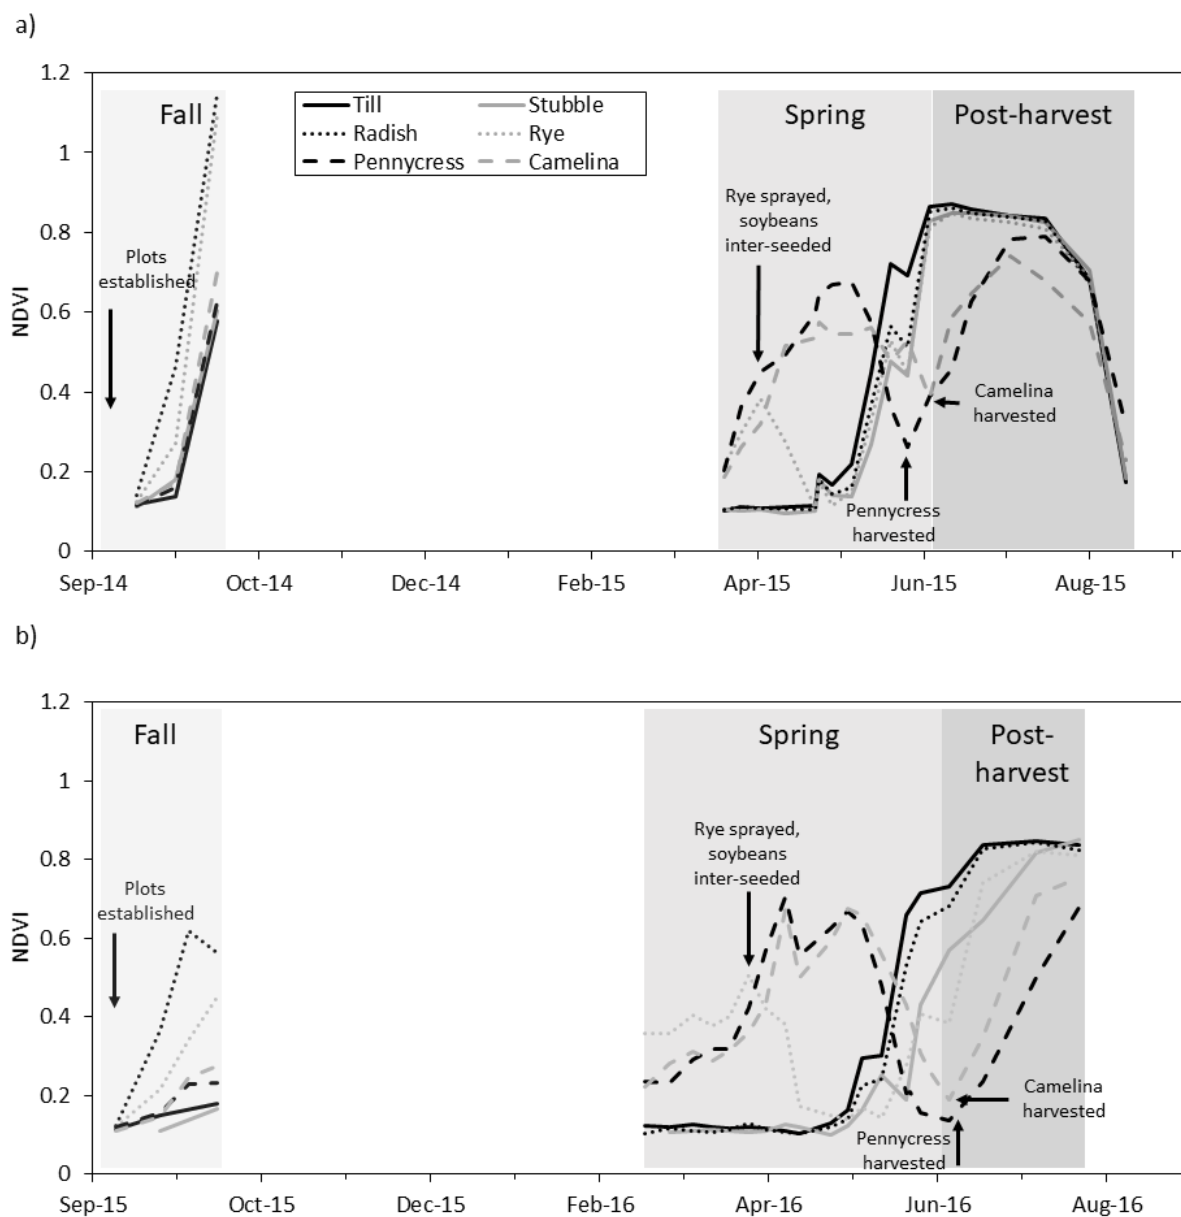 a)
1.2
1
0.8
0.6
0.4
0.2
0
NDVI
Fall
Till
Stubble
Radish
Rye
Pennycress
Camelina
Spring
Post-harvest
Plots
established
Rye sprayed,
soybeans
inter-seeded
Camelina
harvested
Pennycress
harvested
Sep-14
Oct-14
Dec-14
Feb-15
Apr-15
Jun-15
Aug-15
b)
1.2
1
0.8
0.6
0.4
0.2
0
NDVI
Fall
Spring
Post-
harvest
Plots
established
Rye sprayed,
soybeans
inter-seeded
Camelina
harvested
Pennycress
harvested
Sep-15
Oct-15
Dec-15
Feb-16
Apr-16
Jun-16
Aug-16